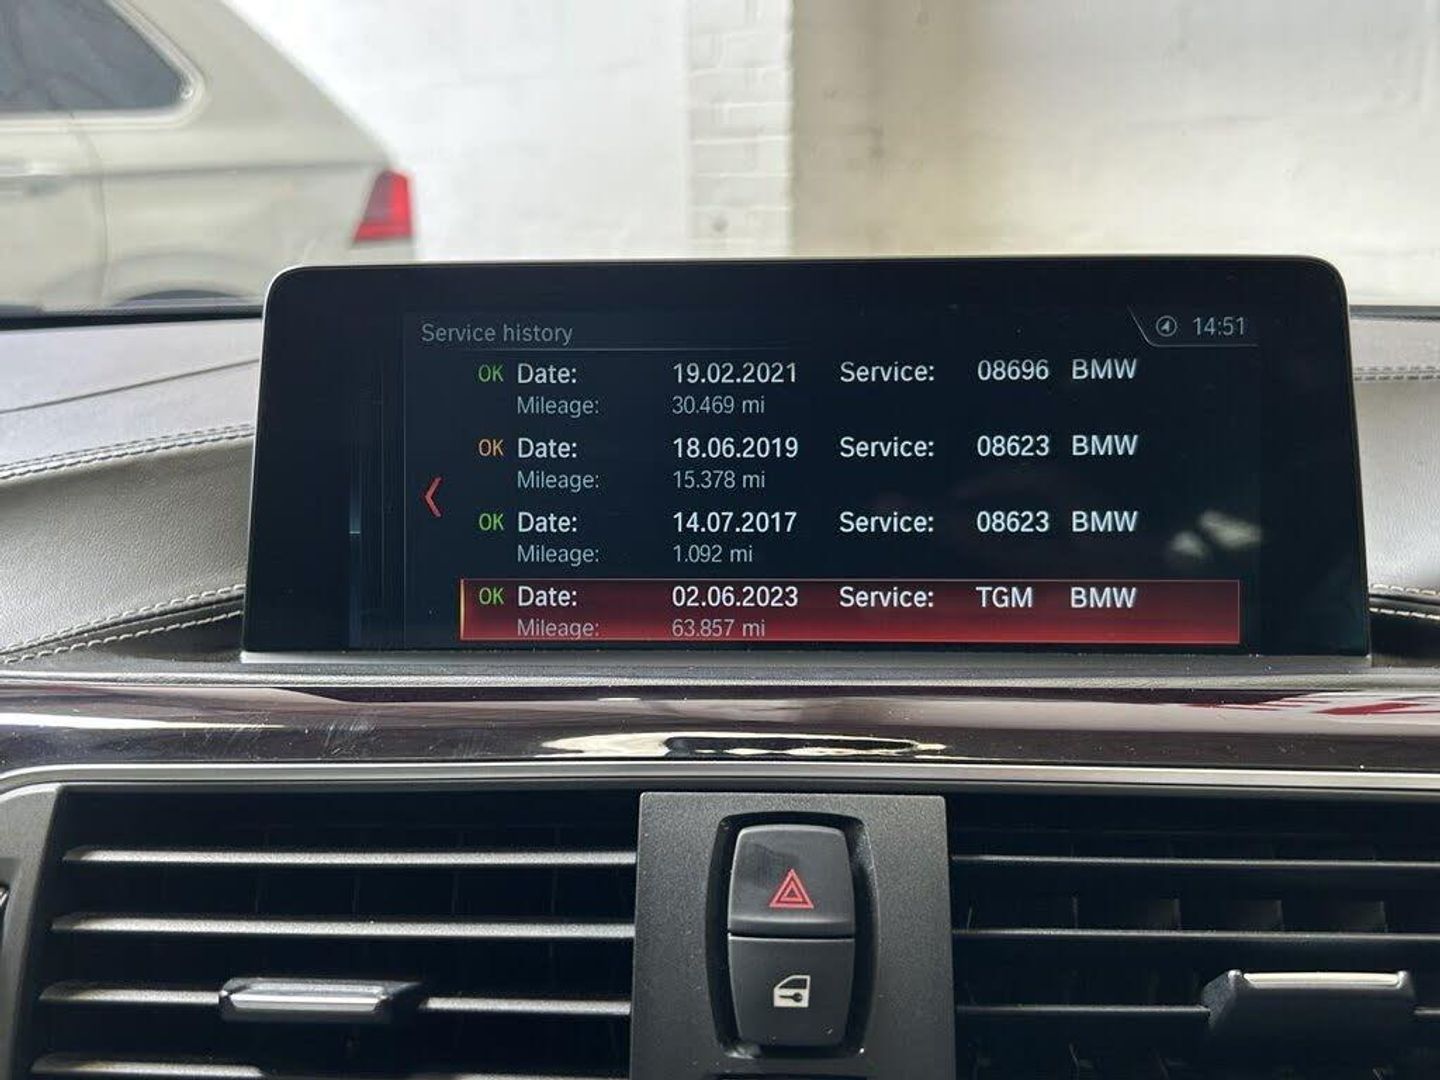 Service history 14:51
OK Date: 19.02.2021 Service: 08696 BMW
Mileage: 30.469 mi
OK Date: 18.06.2019 Service: 08623 BMW
Mileage: 15.378 mi
OK Date: 14.07.2017 Service: 08623 BMW
Mileage: 1.092 mi
OK Date: 02.06.2023 Service: TGM BMW
Mileage: 63.857 mi